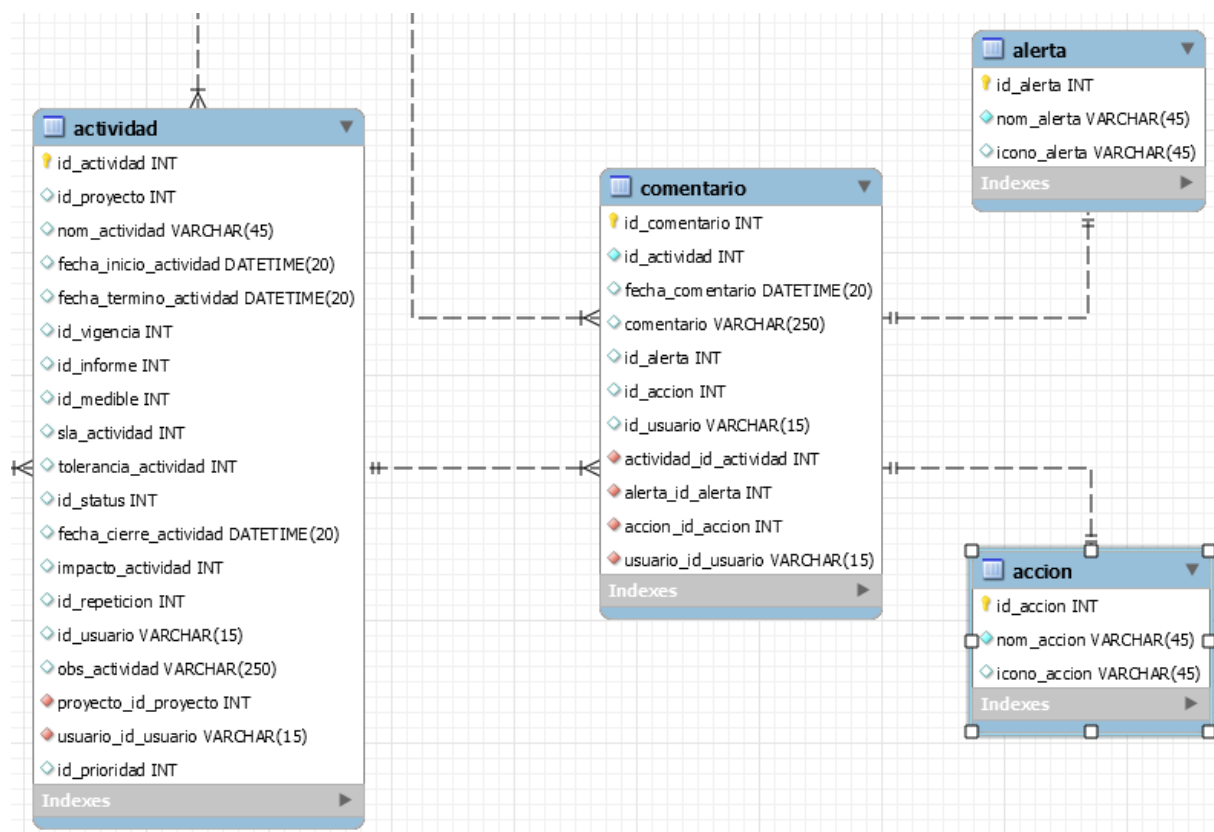 actividad
id_actividad INT
id_proyecto INT
nom_actividad VARCHAR(45)
fecha_inicio_actividad DATETIME(20)
fecha_termino_actividad DATETIME(20)
id_vigencia INT
id_informe INT
id_medible INT
sla_actividad INT
tolerancia_actividad INT
id_status INT
fecha_cierre_actividad DATETIME(20)
impacto_actividad INT
id_repeticion INT
id_usuario VARCHAR(15)
obs_actividad VARCHAR(250)
proyecto_id_proyecto INT
usuario_id_usuario VARCHAR(15)
id_prioridad INT
Indexes
comentario
id_comentario INT
id_actividad INT
fecha_comentario DATETIME(20)
comentario VARCHAR(250)
id_alerta INT
id_accion INT
id_usuario VARCHAR(15)
actividad_id_actividad INT
alerta_id_alerta INT
accion_id_accion INT
usuario_id_usuario VARCHAR(15)
Indexes
alerta
id_alerta INT
nom_alerta VARCHAR(45)
icono_alerta VARCHAR(45)
Indexes
accion
id_accion INT
nom_accion VARCHAR(45)
icono_accion VARCHAR(45)
Indexes